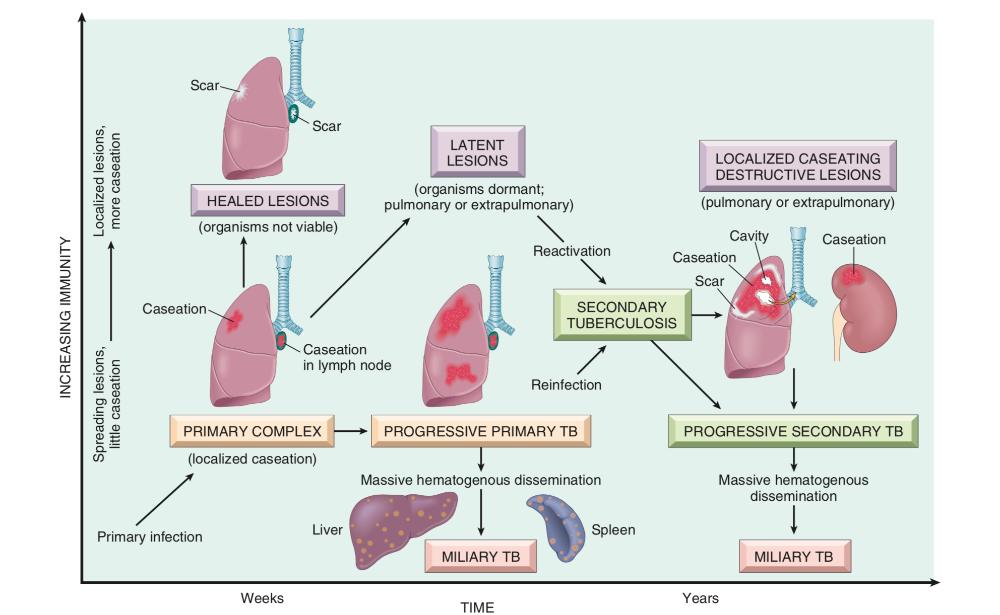 INCREASING IMMUNITY
Localized lesions,
more caseation
Spreading lesions,
little caseation
Scar
Scar
HEALED LESIONS
(organisms not viable)
Caseation
Caseation
in lymph node
PRIMARY COMPLEX
(localized caseation)
Primary infection
LATENT
LESIONS
(organisms dormant;
pulmonary or extrapulmonary)
Reactivation
SECONDARY
TUBERCULOSIS
Reinfection
PROGRESSIVE PRIMARY TB
Massive hematogenous dissemination
Liver
Spleen
MILIARY TB
LOCALIZED CASEATING
DESTRUCTIVE LESIONS
(pulmonary or extrapulmonary)
Cavity
Caseation
Caseation
Scar
PROGRESSIVE SECONDARY TB
Massive hematogenous
dissemination
MILIARY TB
Weeks
TIME
Years